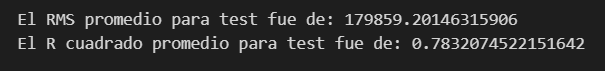 El RMS promedio para test fue de: 179859.20146315906
El R cuadrado promedio para test fue de: 0.7832074522151642